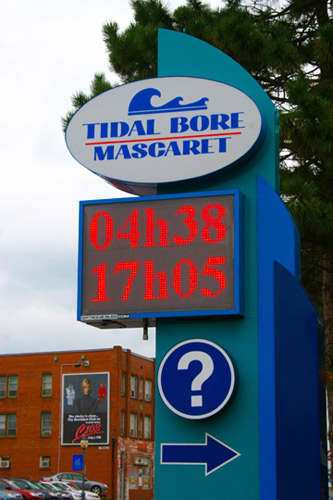 TIDAL BORE
MASCARET
04h38
17h05
?